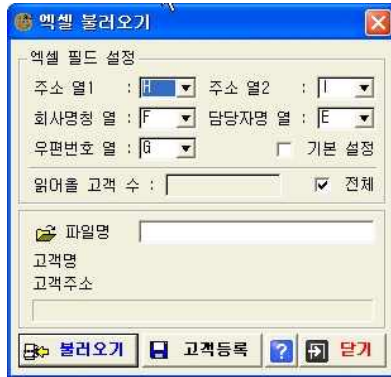 엑셀 불러오기
엑셀 필드 설정
주소 열1 : H 주소 열2 : I
회사명칭 열 : F 담당자명 열 : E
우편번호 열 : G 기본 설정
읽어올 고객 수 : 전체
파일명
고객명
고객주소
불러오기 고객등록 ? 닫기